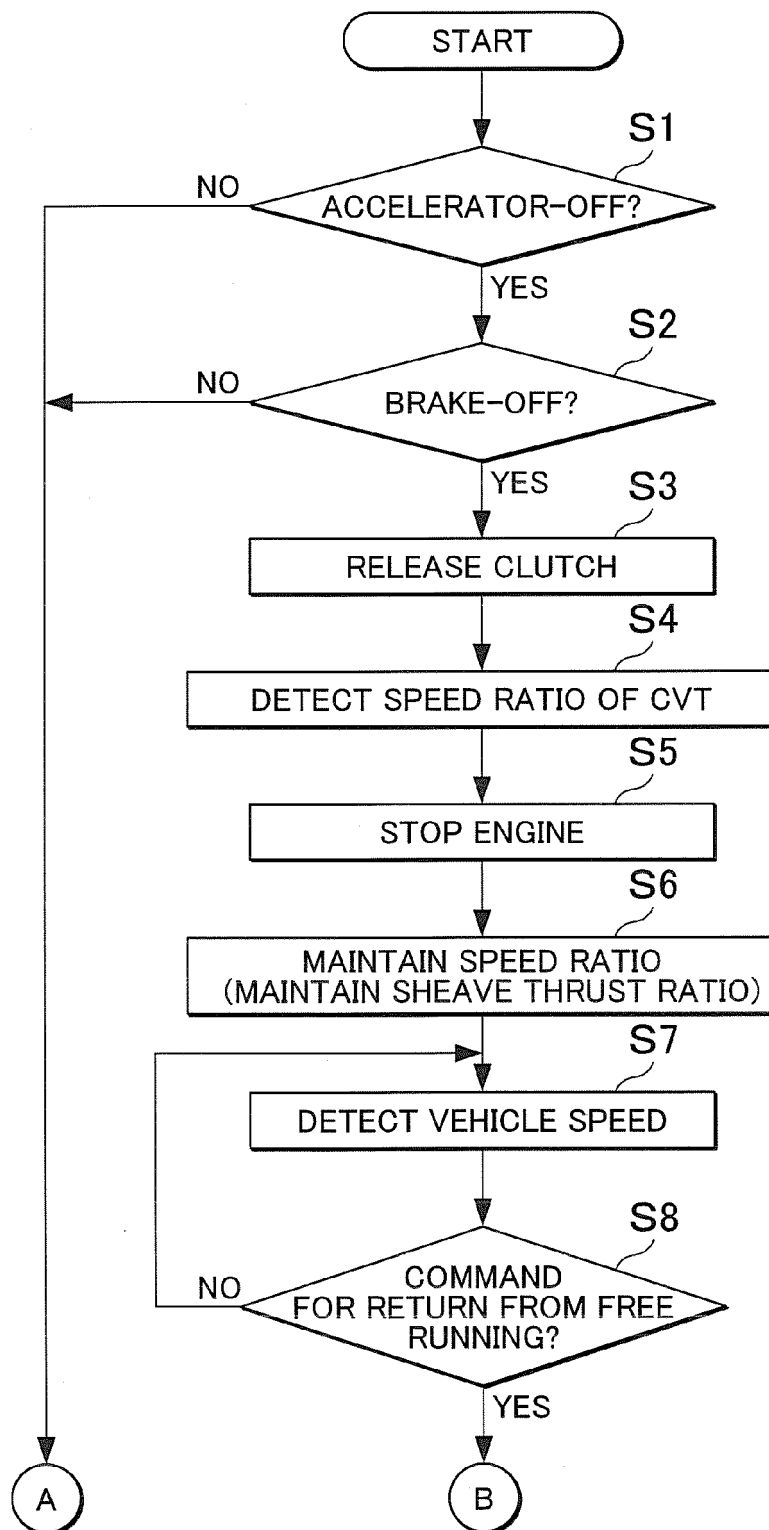 START
S1
NO
ACCELERATOR-OFF?
YES
S2
NO
BRAKE-OFF?
YES
S3
RELEASE CLUTCH
S4
DETECT SPEED RATIO OF CVT
S5
STOP ENGINE
S6
MAINTAIN SPEED RATIO
(MAINTAIN SHEAVE THRUST RATIO)
S7
DETECT VEHICLE SPEED
S8
NO
COMMAND
FOR RETURN FROM FREE
RUNNING?
YES
A
B